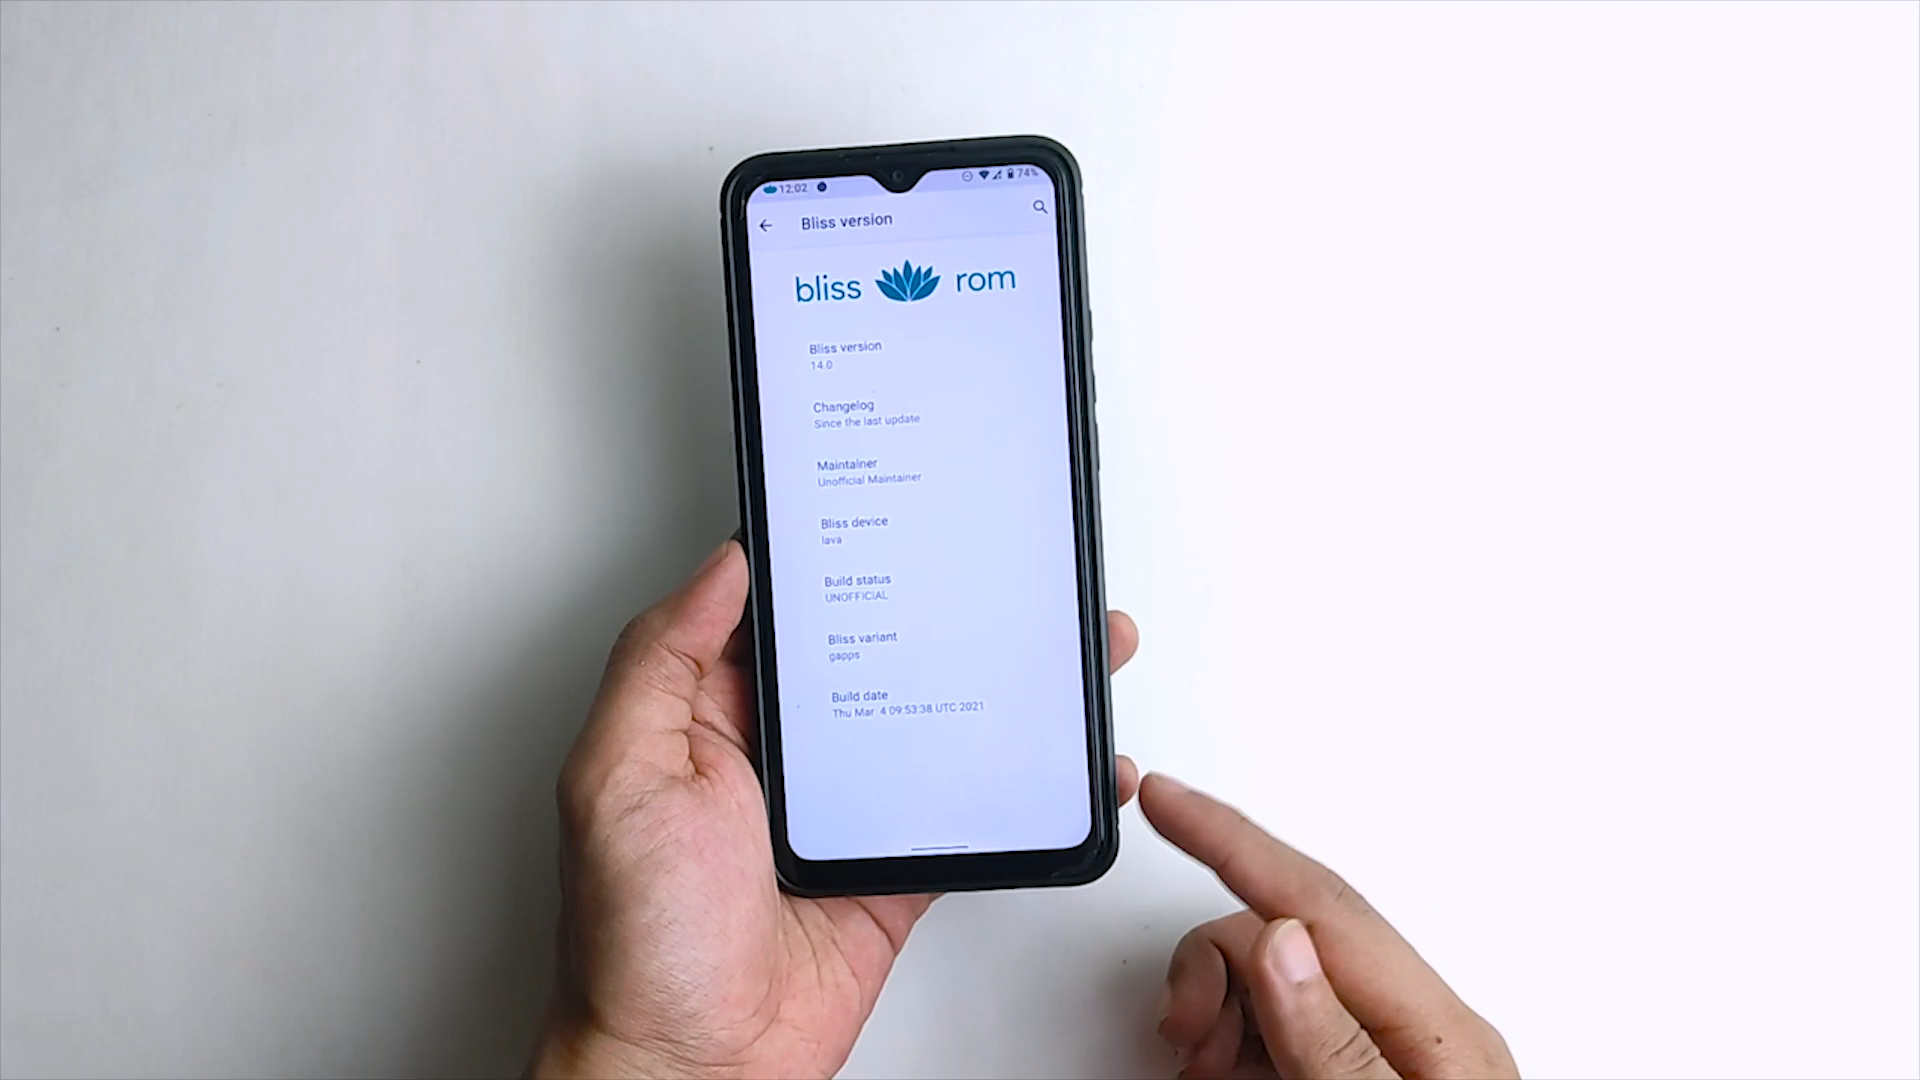 12:02 74%
Bliss version
bliss rom
Bliss version
14.0
Changelog
Since the last update
Maintainer
Unofficial Maintainer
Bliss device
lava
Build status
UNOFFICIAL
Bliss variant
gapps
Build date
Thu Mar 4 09:53:38 UTC 2021